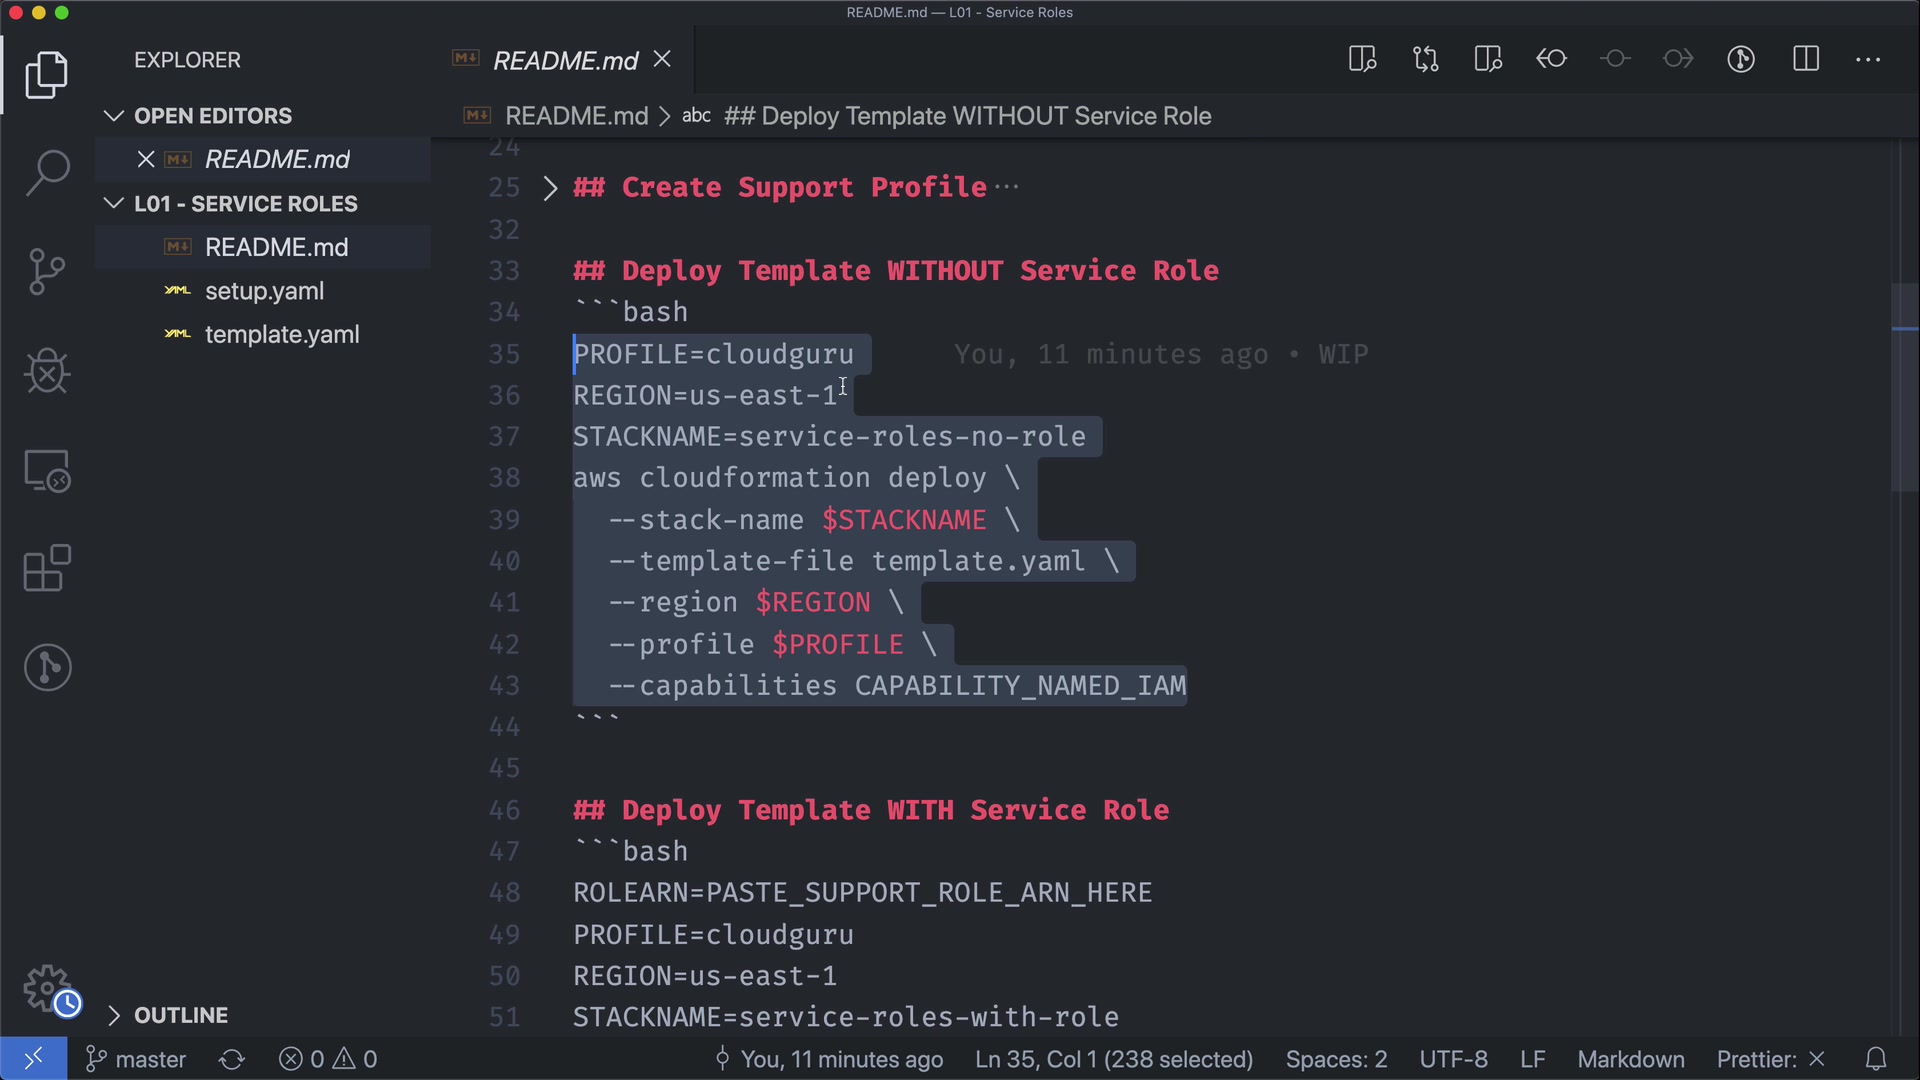 README.md — L01 - Service Roles
EXPLORER
OPEN EDITORS
README.md
L01 - SERVICE ROLES
README.md
setup.yaml
template.yaml
OUTLINE
README.md
README.md > abc ## Deploy Template WITHOUT Service Role
24
25 ## Create Support Profile ···
32
33 ## Deploy Template WITHOUT Service Role
34 ```bash
35 PROFILE=cloudguru You, 11 minutes ago • WIP
36 REGION=us-east-1
37 STACKNAME=service-roles-no-role
38 aws cloudformation deploy \
39 --stack-name $STACKNAME \
40 --template-file template.yaml \
41 --region $REGION \
42 --profile $PROFILE \
43 --capabilities CAPABILITY_NAMED_IAM
44 ```
45
46 ## Deploy Template WITH Service Role
47 ```bash
48 ROLEARN=PASTE_SUPPORT_ROLE_ARN_HERE
49 PROFILE=cloudguru
50 REGION=us-east-1
51 STACKNAME=service-roles-with-role
master 0 0 You, 11 minutes ago Ln 35, Col 1 (238 selected) Spaces: 2 UTF-8 LF Markdown Prettier: ×